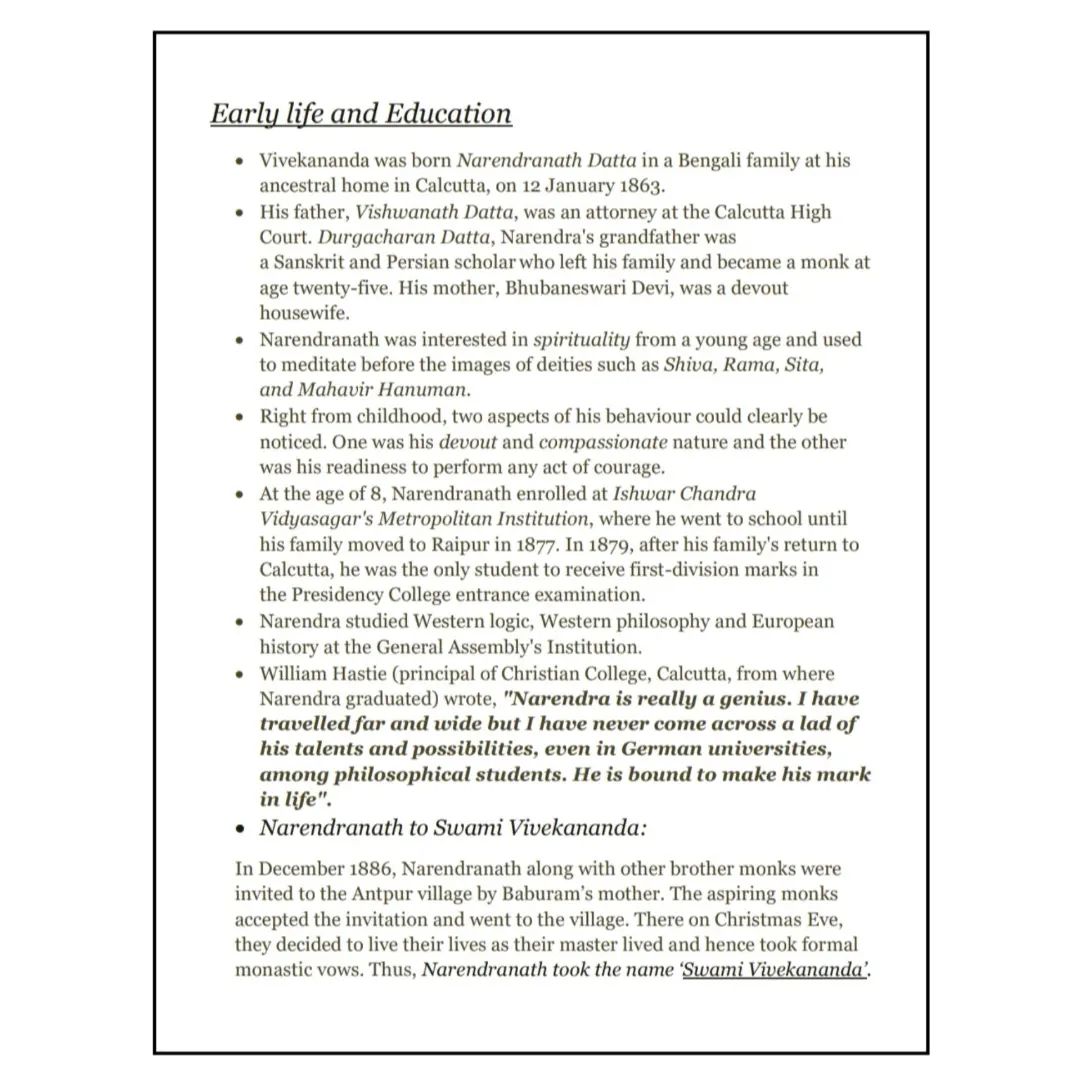 Early life and Education
• Vivekananda was born Narendranath Datta in a Bengali family at his
ancestral home in Calcutta, on 12 January 1863.
• His father, Vishwanath Datta, was an attorney at the Calcutta High
Court. Durgacharan Datta, Narendra's grandfather was
a Sanskrit and Persian scholar who left his family and became a monk at
age twenty-five. His mother, Bhubaneswari Devi, was a devout
housewife.
• Narendranath was interested in spirituality from a young age and used
to meditate before the images of deities such as Shiva, Rama, Sita,
and Mahavir Hanuman.
• Right from childhood, two aspects of his behaviour could clearly be
noticed. One was his devout and compassionate nature and the other
was his readiness to perform any act of courage.
• At the age of 8, Narendranath enrolled at Ishwar Chandra
Vidyasagar's Metropolitan Institution, where he went to school until
his family moved to Raipur in 1877. In 1879, after his family's return to
Calcutta, he was the only student to receive first-division marks in
the Presidency College entrance examination.
• Narendra studied Western logic, Western philosophy and European
history at the General Assembly's Institution.
• William Hastie (principal of Christian College, Calcutta, from where
Narendra graduated) wrote, "Narendra is really a genius. I have
travelled far and wide but I have never come across a lad of
his talents and possibilities, even in German universities,
among philosophical students. He is bound to make his mark
in life".
• Narendranath to Swami Vivekananda:
In December 1886, Narendranath along with other brother monks were
invited to the Antpur village by Baburam’s mother. The aspiring monks
accepted the invitation and went to the village. There on Christmas Eve,
they decided to live their lives as their master lived and hence took formal
monastic vows. Thus, Narendranath took the name ‘Swami Vivekananda’.